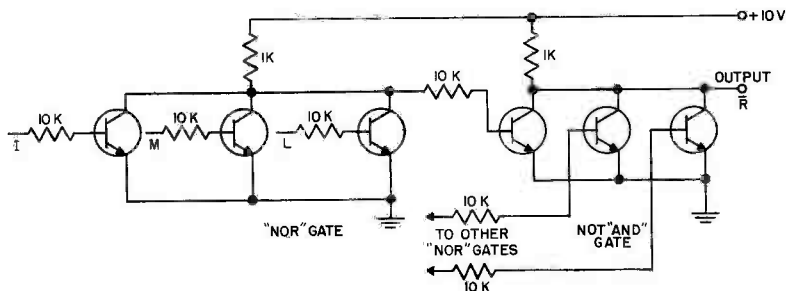 +10V
1K
1K
10 K
OUTPUT
R̄
10 K
10 K
10 K
I
M
L
10 K
"NOR" GATE
TO OTHER
"NOR" GATES
NOT "AND"
GATE
10 K